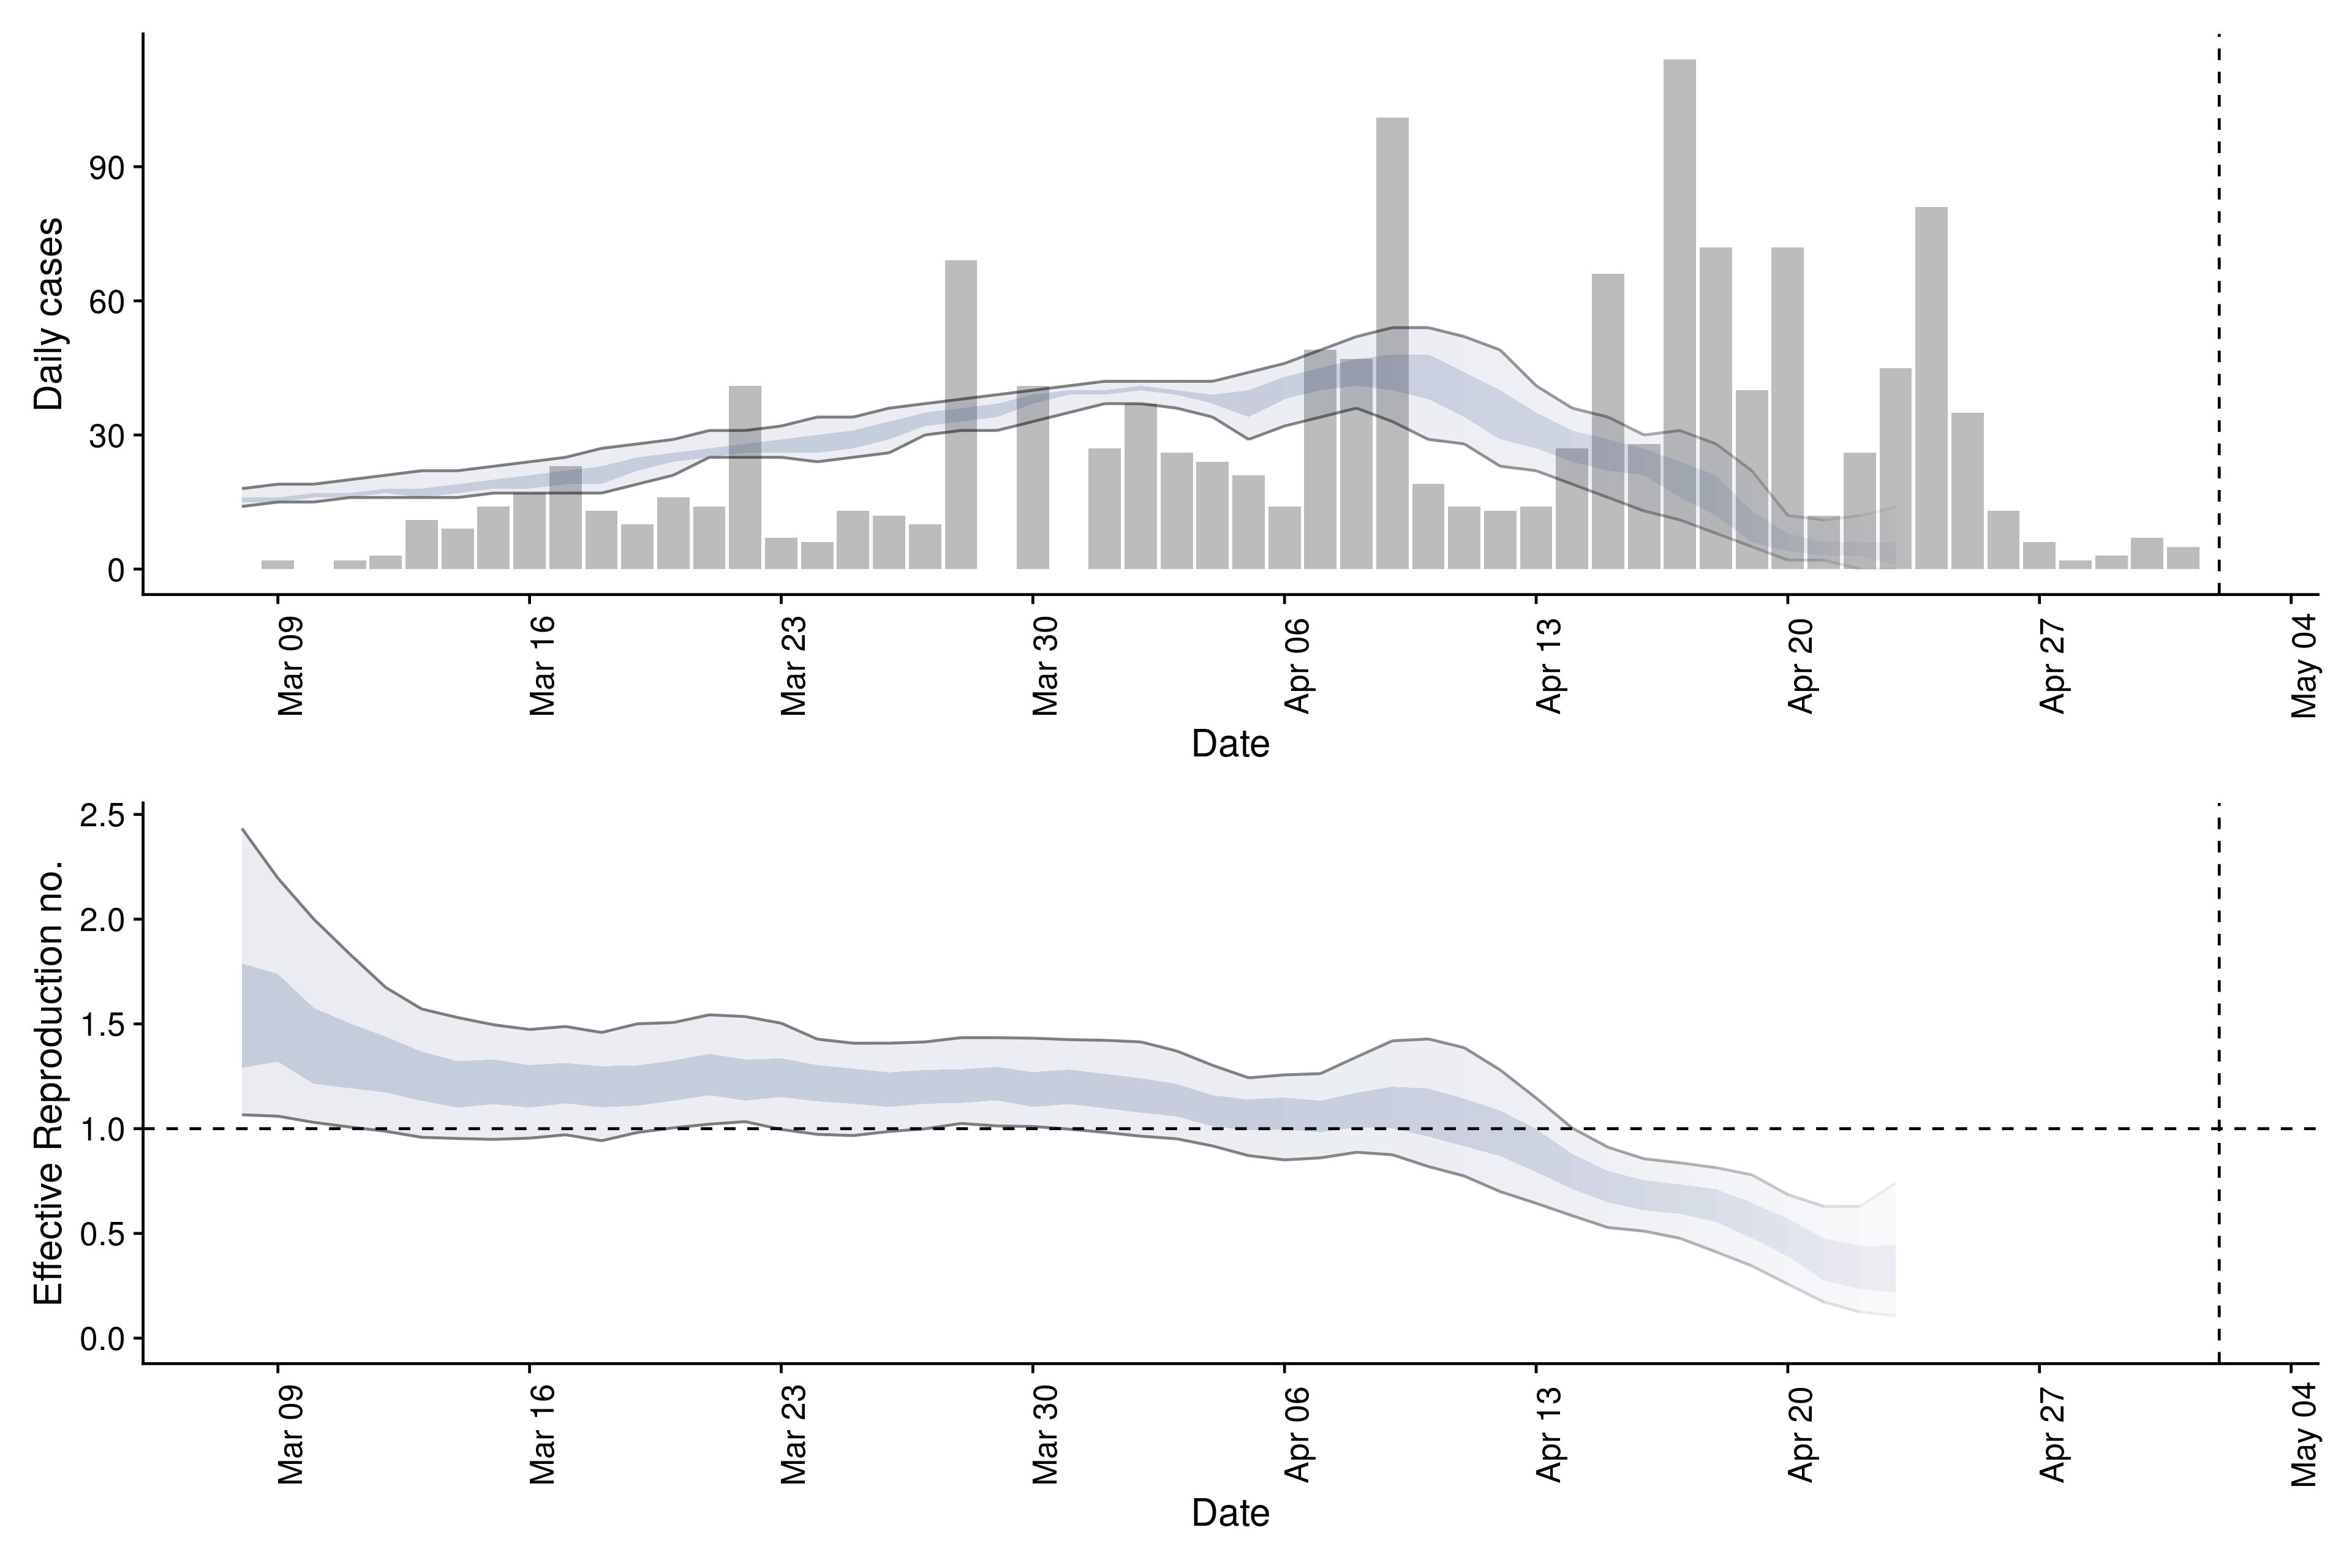 Daily cases
90
60
30
0
Mar 09
Mar 16
Mar 23
Mar 30
Apr 06
Apr 13
Apr 20
Apr 27
May 04
Date
Effective Reproduction no.
2.5
2.0
1.5
1.0
0.5
0.0
Mar 09
Mar 16
Mar 23
Mar 30
Apr 06
Apr 13
Apr 20
Apr 27
May 04
Date